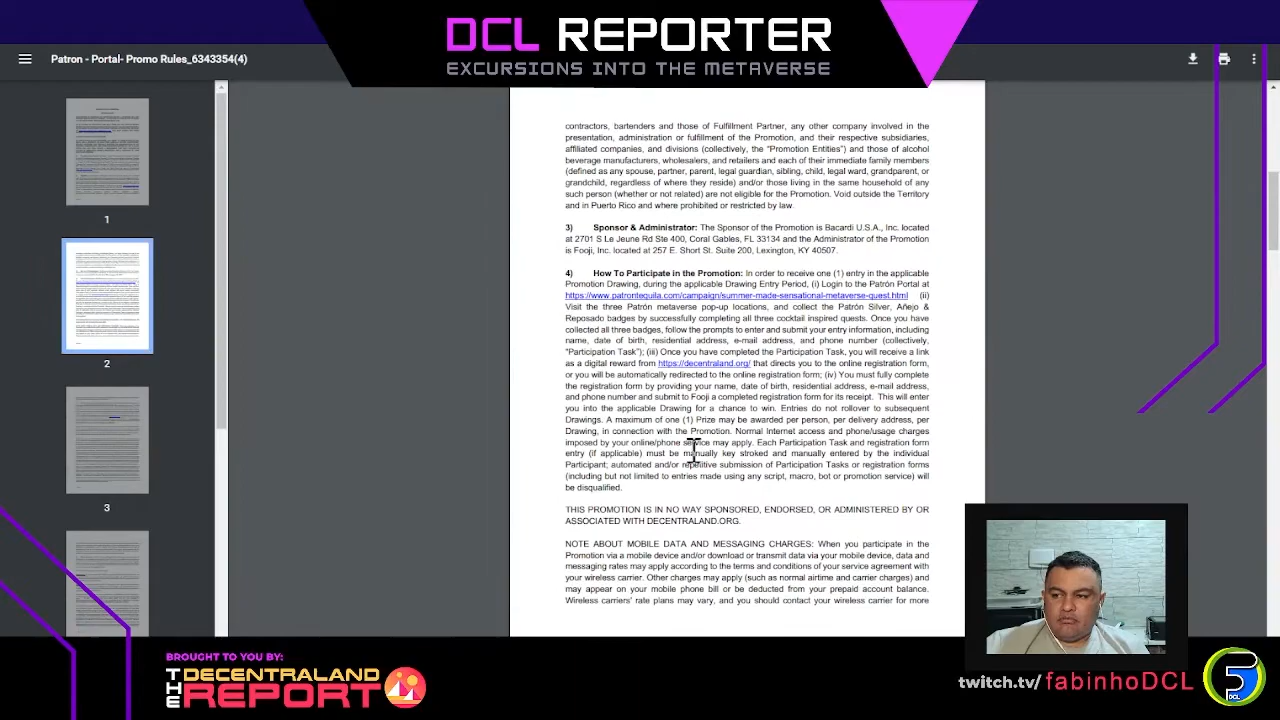 DCL REPORTER
EXCURSIONS INTO THE METAVERSE
Patron - Portal- Promo Rules_6343354(4)
1
2
3
contractors, bartenders and those of Fulfillment Partner, any other company involved in the
presentation, administration or fulfillment of the Promotion, and their respective subsidiaries,
affiliated companies, and divisions (collectively, the "Promotion Entities") and those of alcohol
beverage manufacturers, wholesalers, and retailers and each of their immediate family members
(defined as any spouse, partner, parent, legal guardian, sibling, child, legal ward, grandparent, or
grandchild, regardless of where they reside) and/or those living in the same household of any
such person (whether or not related) are not eligible for the Promotion. Void outside the Territory
and in Puerto Rico and where prohibited or restricted by law.
3) Sponsor & Administrator: The Sponsor of the Promotion is Bacardi U.S.A., Inc. located
at 2701 S Le Jeune Rd Ste 400, Coral Gables, FL 33134 and the Administrator of the Promotion
is Fooji, Inc. located at 257 E. Short St. Suite 200, Lexington, KY 40507.
4) How To Participate in the Promotion: In order to receive one (1) entry in the applicable
Promotion Drawing, during the applicable Drawing Entry Period, (i) Login to the Patrón Portal at
https://www.patrontequila.com/campaign/summer-made-sensational-metaverse-quest.html (ii)
Visit the three Patrón metaverse pop-up locations, and collect the Patrón Silver, Añejo &
Reposado badges by successfully completing all three cocktail inspired quests. Once you have
collected all three badges, follow the prompts to enter and submit your entry information, including
name, date of birth, residential address, e-mail address, and phone number (collectively,
"Participation Task"); (iii) Once you have completed the Participation Task, you will receive a link
as a digital reward from https://decentraland.org/ that directs you to the online registration form,
or you will be automatically redirected to the online registration form; (iv) You must fully complete
the registration form by providing your name, date of birth, residential address, e-mail address,
and phone number and submit to Fooji a completed registration form for its receipt. This will enter
you into the applicable Drawing for a chance to win. Entries do not rollover to subsequent
Drawings. A maximum of one (1) Prize may be awarded per person, per delivery address, per
Drawing, in connection with the Promotion. Normal Internet access and phone/usage charges
imposed by your online/phone service may apply. Each Participation Task and registration form
entry (if applicable) must be manually key stroked and manually entered by the individual
Participant; automated and/or repetitive submission of Participation Tasks or registration forms
(including but not limited to entries made using any script, macro, bot or promotion service) will
be disqualified.
THIS PROMOTION IS IN NO WAY SPONSORED, ENDORSED, OR ADMINISTERED BY OR
ASSOCIATED WITH DECENTRALAND.ORG.
NOTE ABOUT MOBILE DATA AND MESSAGING CHARGES: When you participate in the
Promotion via a mobile device and/or download or transmit data via your mobile device, data and
messaging rates may apply according to the terms and conditions of your service agreement with
your wireless carrier. Other charges may apply (such as normal airtime and carrier charges) and
may appear on your mobile phone bill or be deducted from your prepaid account balance.
Wireless carriers' rate plans may vary, and you should contact your wireless carrier for more
BROUGHT TO YOU BY:
THE DECENTRALAND
REPORT
twitch.tv/fabinhoDCL
DCL